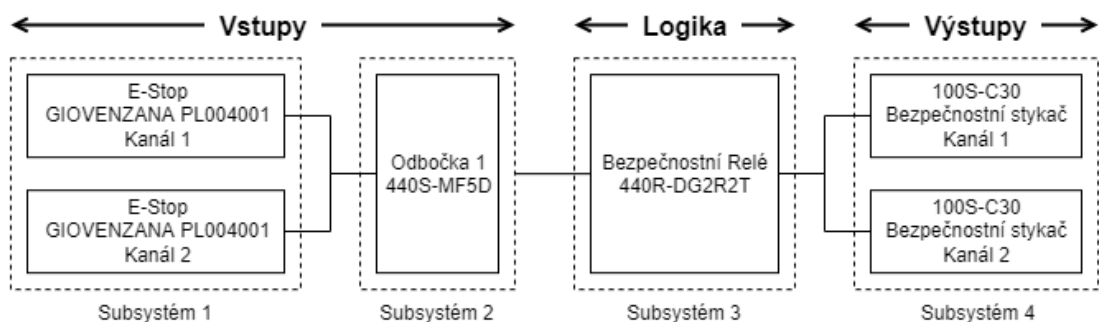 Vstupy
Logika
Výstupy
E-Stop
GIOVENZANA PL004001
Kanál 1
E-Stop
GIOVENZANA PL004001
Kanál 2
Odbočka 1
440S-MF5D
Bezpečnostní Relé
440R-DG2R2T
100S-C30
Bezpečnostní stykač
Kanál 1
100S-C30
Bezpečnostní stykač
Kanál 2
Subsystém 1
Subsystém 2
Subsystém 3
Subsystém 4